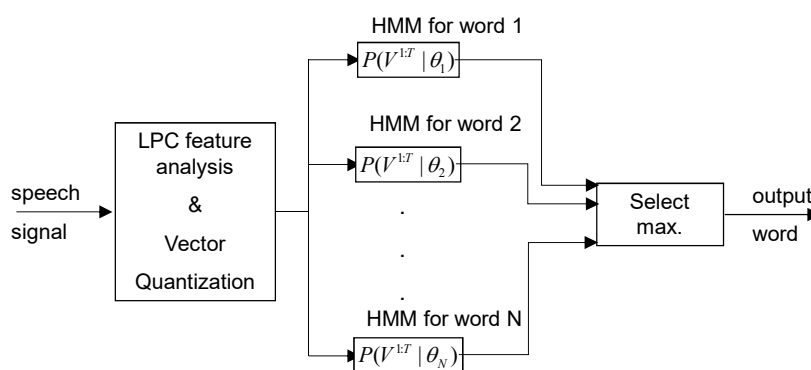 HMM for word 1
P(V^{1:T} | θ_1)
LPC feature
analysis
&
Vector
Quantization
speech
signal
HMM for word 2
P(V^{1:T} | θ_2)
.
.
.
HMM for word N
P(V^{1:T} | θ_N)
Select
max.
output
word